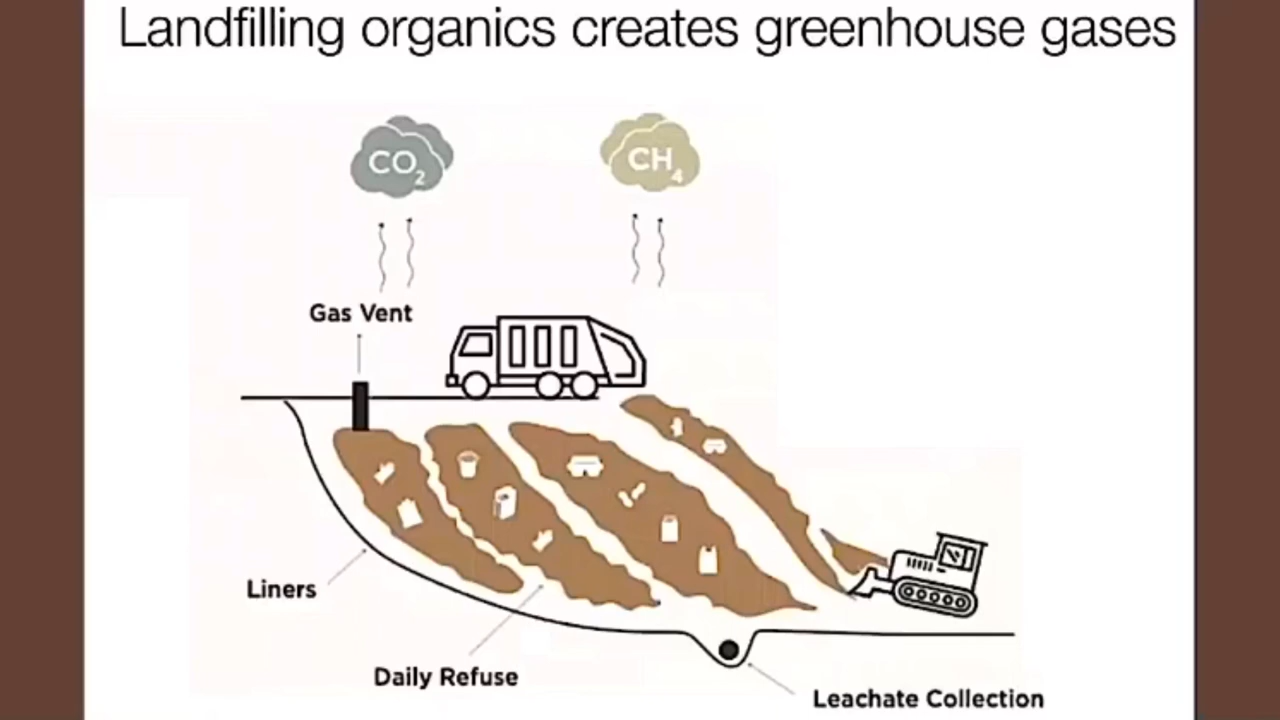 Landfilling organics creates greenhouse gases
CO₂
CH₄
Gas Vent
Liners
Daily Refuse
Leachate Collection